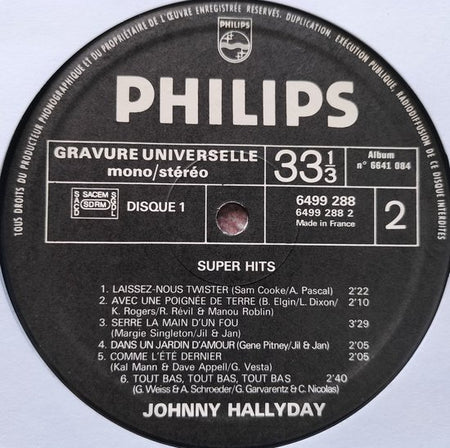 TOUS DROITS DU PRODUCTEUR PHONOGRAPHIQUE ET DU PROPRIÉTAIRE DE L'ŒUVRE ENREGISTRÉE RÉSERVÉS. DUPLICATION, EXÉCUTION PUBLIQUE, RADIODIFFUSION DE CE DISQUE INTERDITES
PHILIPS
PHILIPS
GRAVURE UNIVERSELLE
mono/stéréo
33 1/3
Album
n° 6641 084
SACEM
SACD
SDRM
SGDL
DISQUE 1
6499 288
6499 288 2
Made in France
2
SUPER HITS
1. LAISSEZ-NOUS TWISTER (Sam Cooke/A. Pascal) 2'22
2. AVEC UNE POIGNÉE DE TERRE (B. Elgin/L. Dixon/ 2'10
K. Rogers/R. Révil & Manou Roblin)
3. SERRE LA MAIN D'UN FOU 3'29
(Margie Singleton/Jil & Jan)
4. DANS UN JARDIN D'AMOUR (Gene Pitney/Jil & Jan) 2'05
5. COMME L'ÉTÉ DERNIER 2'05
(Kal Mann & Dave Appell/G. Vesta)
6. TOUT BAS, TOUT BAS, TOUT BAS 2'40
(G. Weiss & A. Schroeder/G. Garvarentz & C. Nicolas)
JOHNNY HALLYDAY